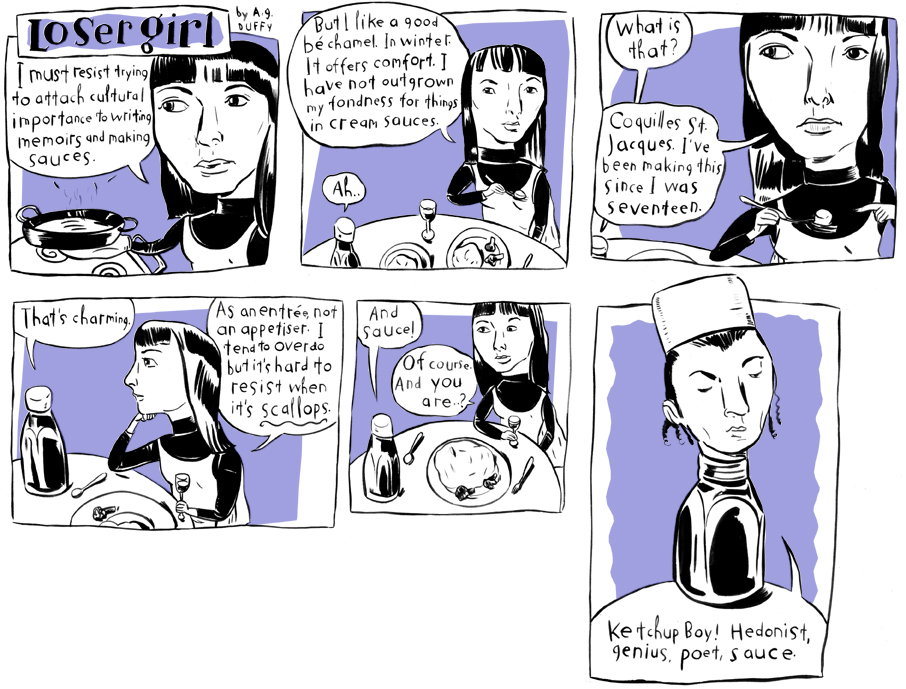 Loser girl
by A.G.
DUFFY
I must resist trying
to attach cultural
importance to writing
memoirs and making
sauces.
But I like a good
béchamel. In winter
It offers comfort. I
have not outgrown
my fondness for things
in cream sauces.
Ah..
What is
that?
Coquilles St.
Jacques. I've
been making this
since I was
seventeen.
That's charming.
As an entrée, not
an appetiser. I
tend to overdo
but it's hard to
resist when
it's scallops.
And
sauce!
Of course.
And you
are..?
Ketchup Boy! Hedonist,
genius, poet, sauce.